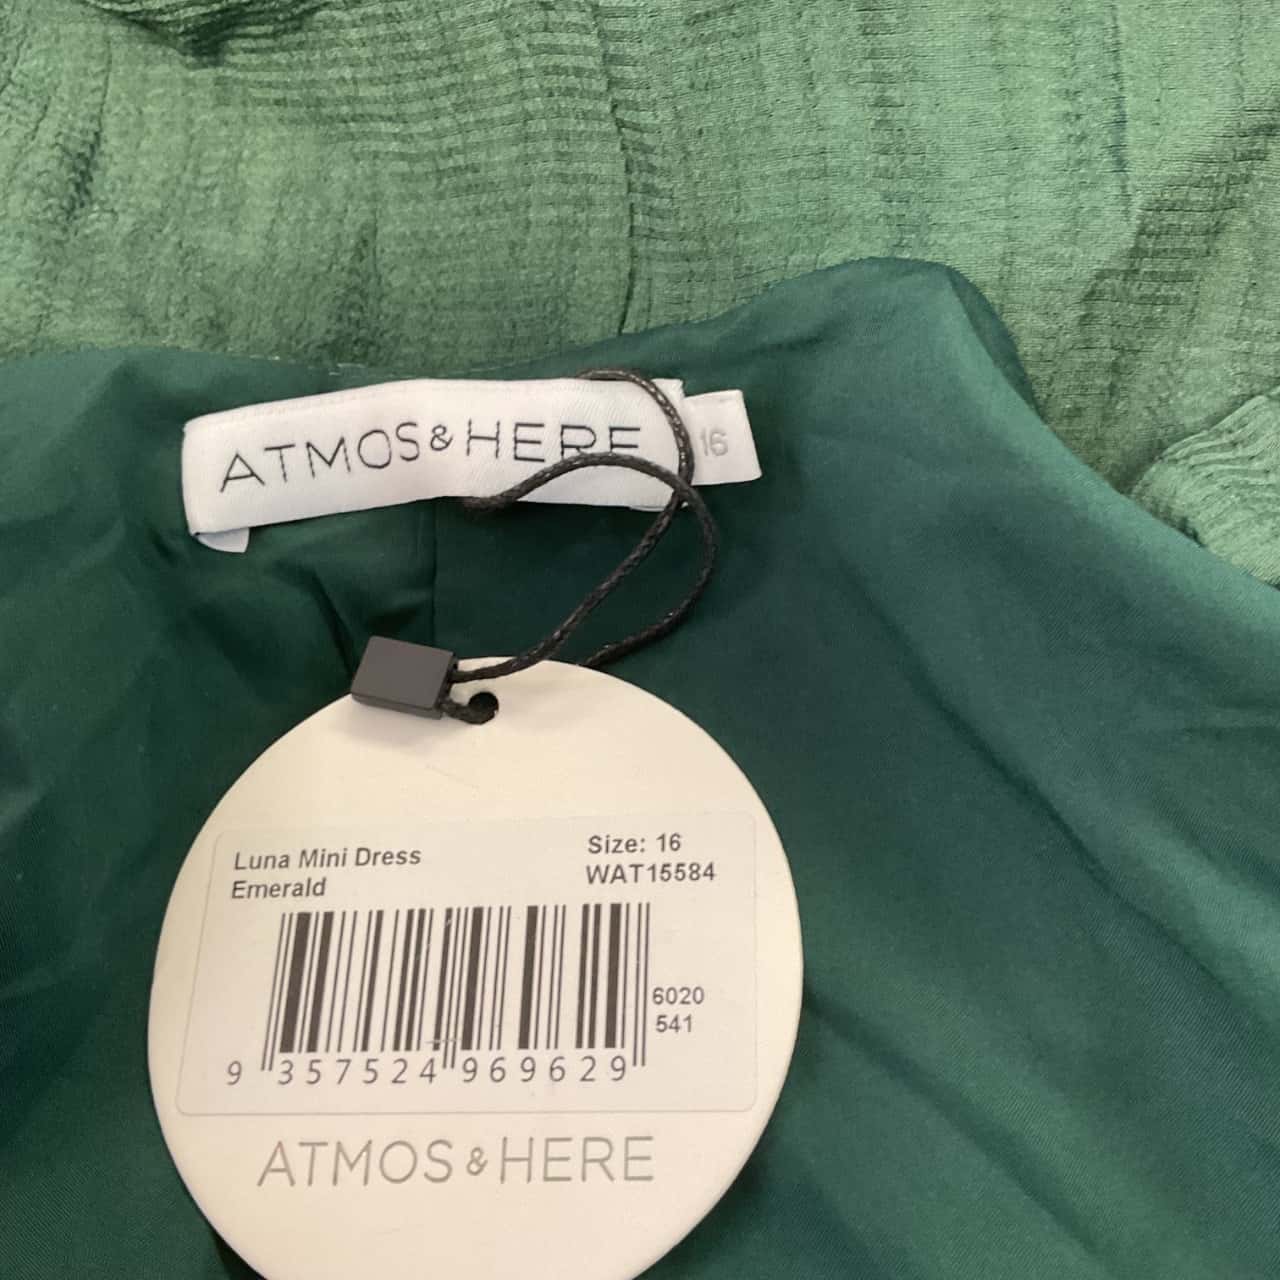 ATMOS & HERE
16
Luna Mini Dress
Emerald
Size: 16
WAT15584
6020
541
9 357524 969629
ATMOS & HERE